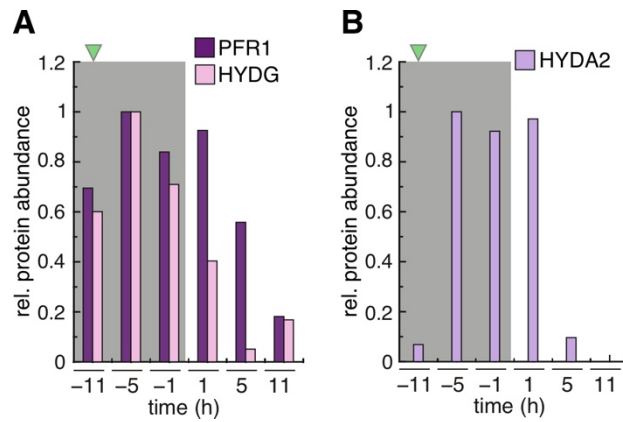 A
PFR1
HYDG
rel. protein abundance
1.2
1
0.8
0.6
0.4
0.2
0
–11 –5 –1 1 5 11
time (h)
B
HYDA2
rel. protein abundance
1.2
1
0.8
0.6
0.4
0.2
0
–11 –5 –1 1 5 11
time (h)